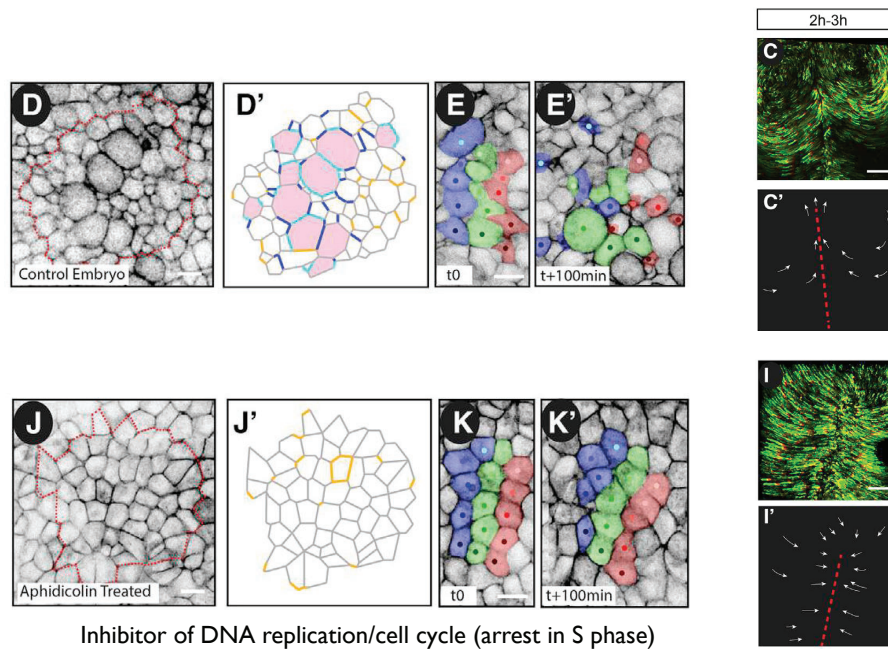 2h-3h
D
D’
E
E’
C
Control Embryo
t0
t+100min
C’
J
J’
K
K’
I
I’
Aphidicolin Treated
t0
t+100min
Inhibitor of DNA replication/cell cycle (arrest in S phase)